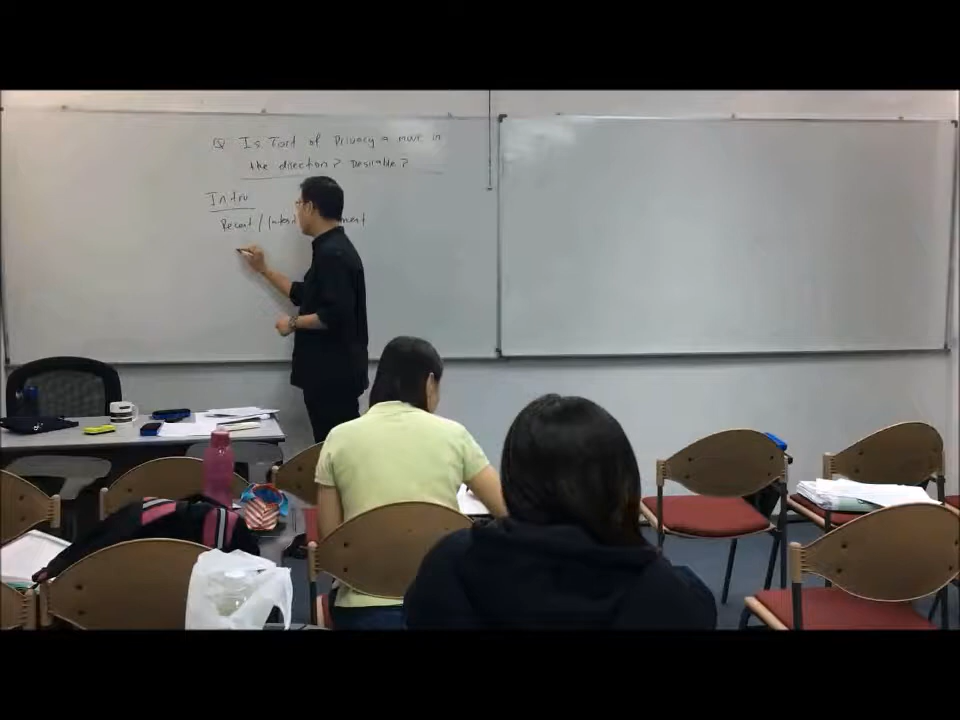 Q Is Tort of Privacy a move in
the direction? Desirable?
Intro
Recent /